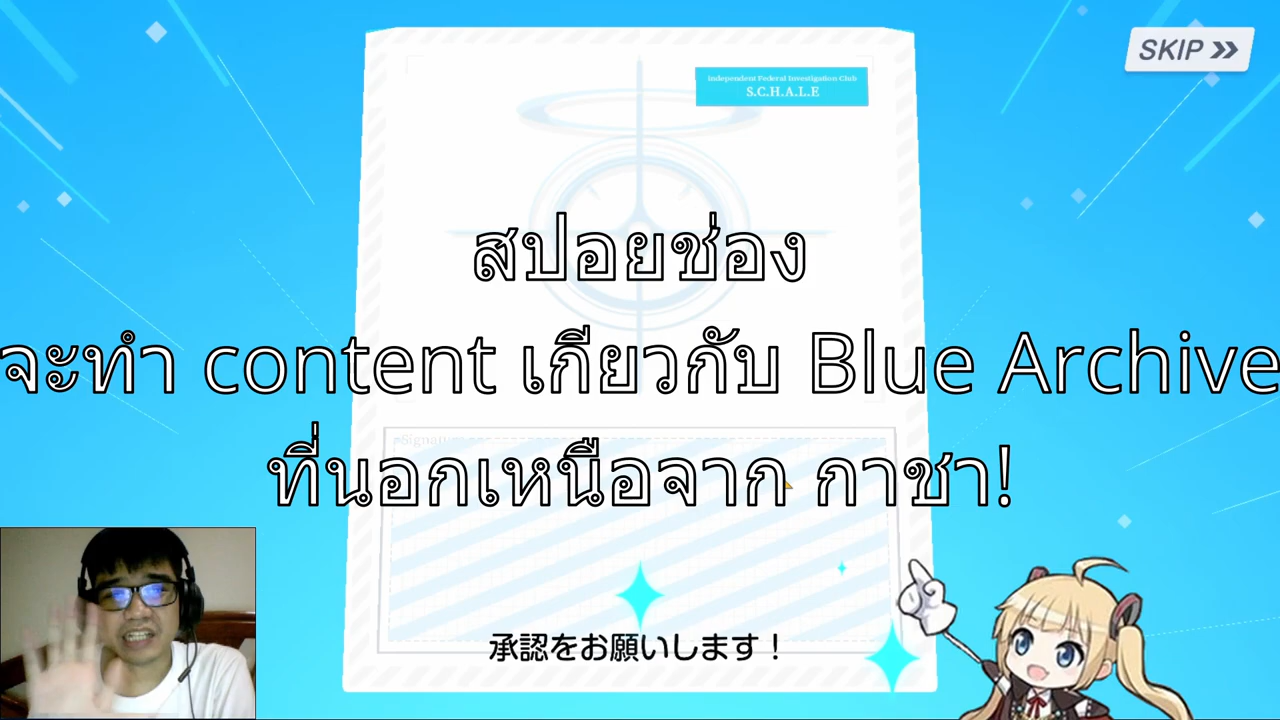 SKIP
Independent Federal Investigation Club
S.C.H.A.L.E
สปอยช่อง
จะทำ content เกียวกับ Blue Archive
ที่นอกเหนือจาก กาชา!
承認をお願いします！